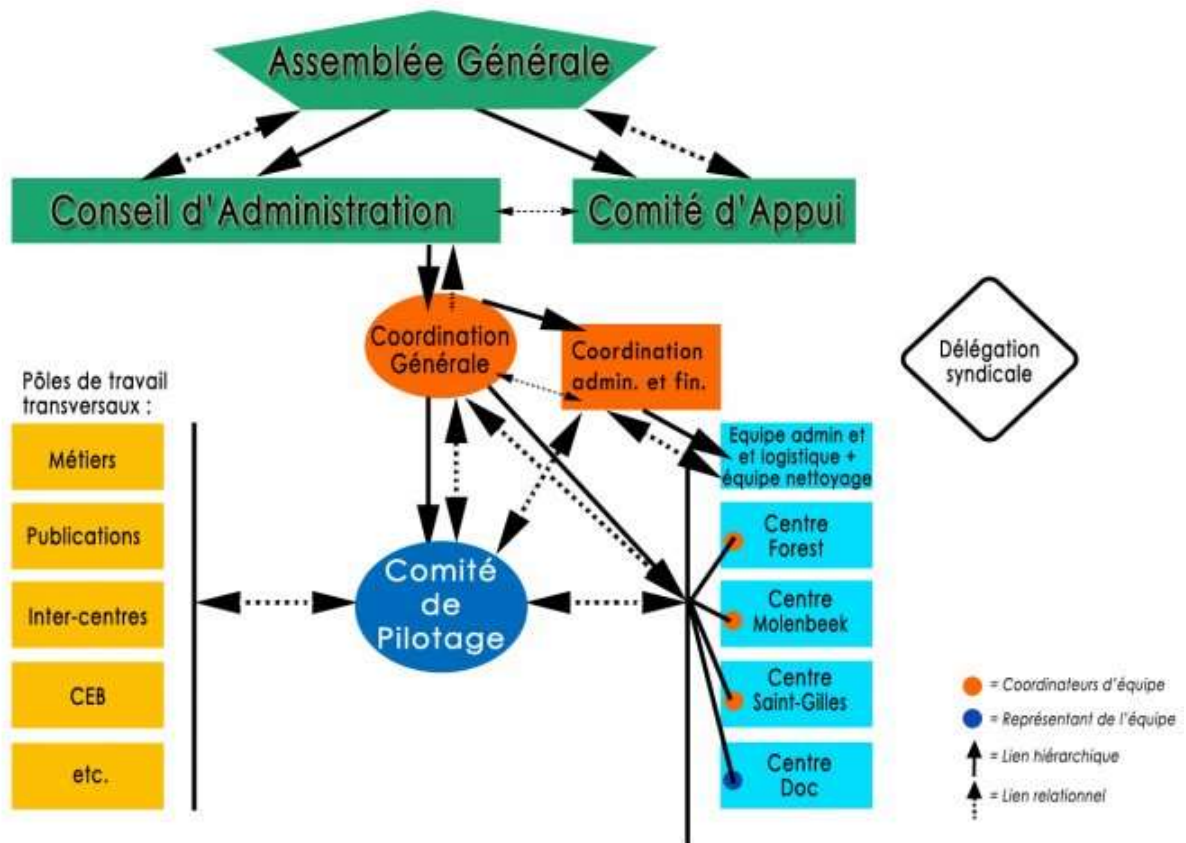 Assemblée Générale
Conseil d'Administration
Comité d'Appui
Coordination
Générale
Coordination
admin. et fin.
Délégation
syndicale
Pôles de travail
transversaux :
Métiers
Publications
Inter-centres
CEB
etc.
Comité
de
Pilotage
Equipe admin et
et logistique +
équipe nettoyage
Centre
Forest
Centre
Molenbeek
Centre
Saint-Gilles
Centre
Doc
= Coordinateurs d'équipe
= Représentant de l'équipe
= Lien hiérarchique
= Lien relationnel